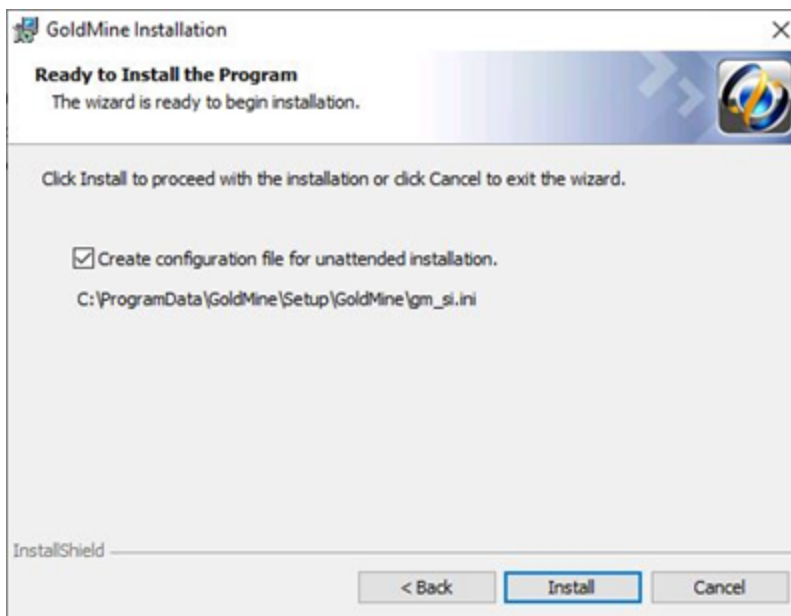 GoldMine Installation
Ready to Install the Program
The wizard is ready to begin installation.
Click Install to proceed with the installation or click Cancel to exit the wizard.
Create configuration file for unattended installation.
C:\ProgramData\GoldMine\Setup\GoldMine\gm_si.ini
InstallShield
< Back Install Cancel